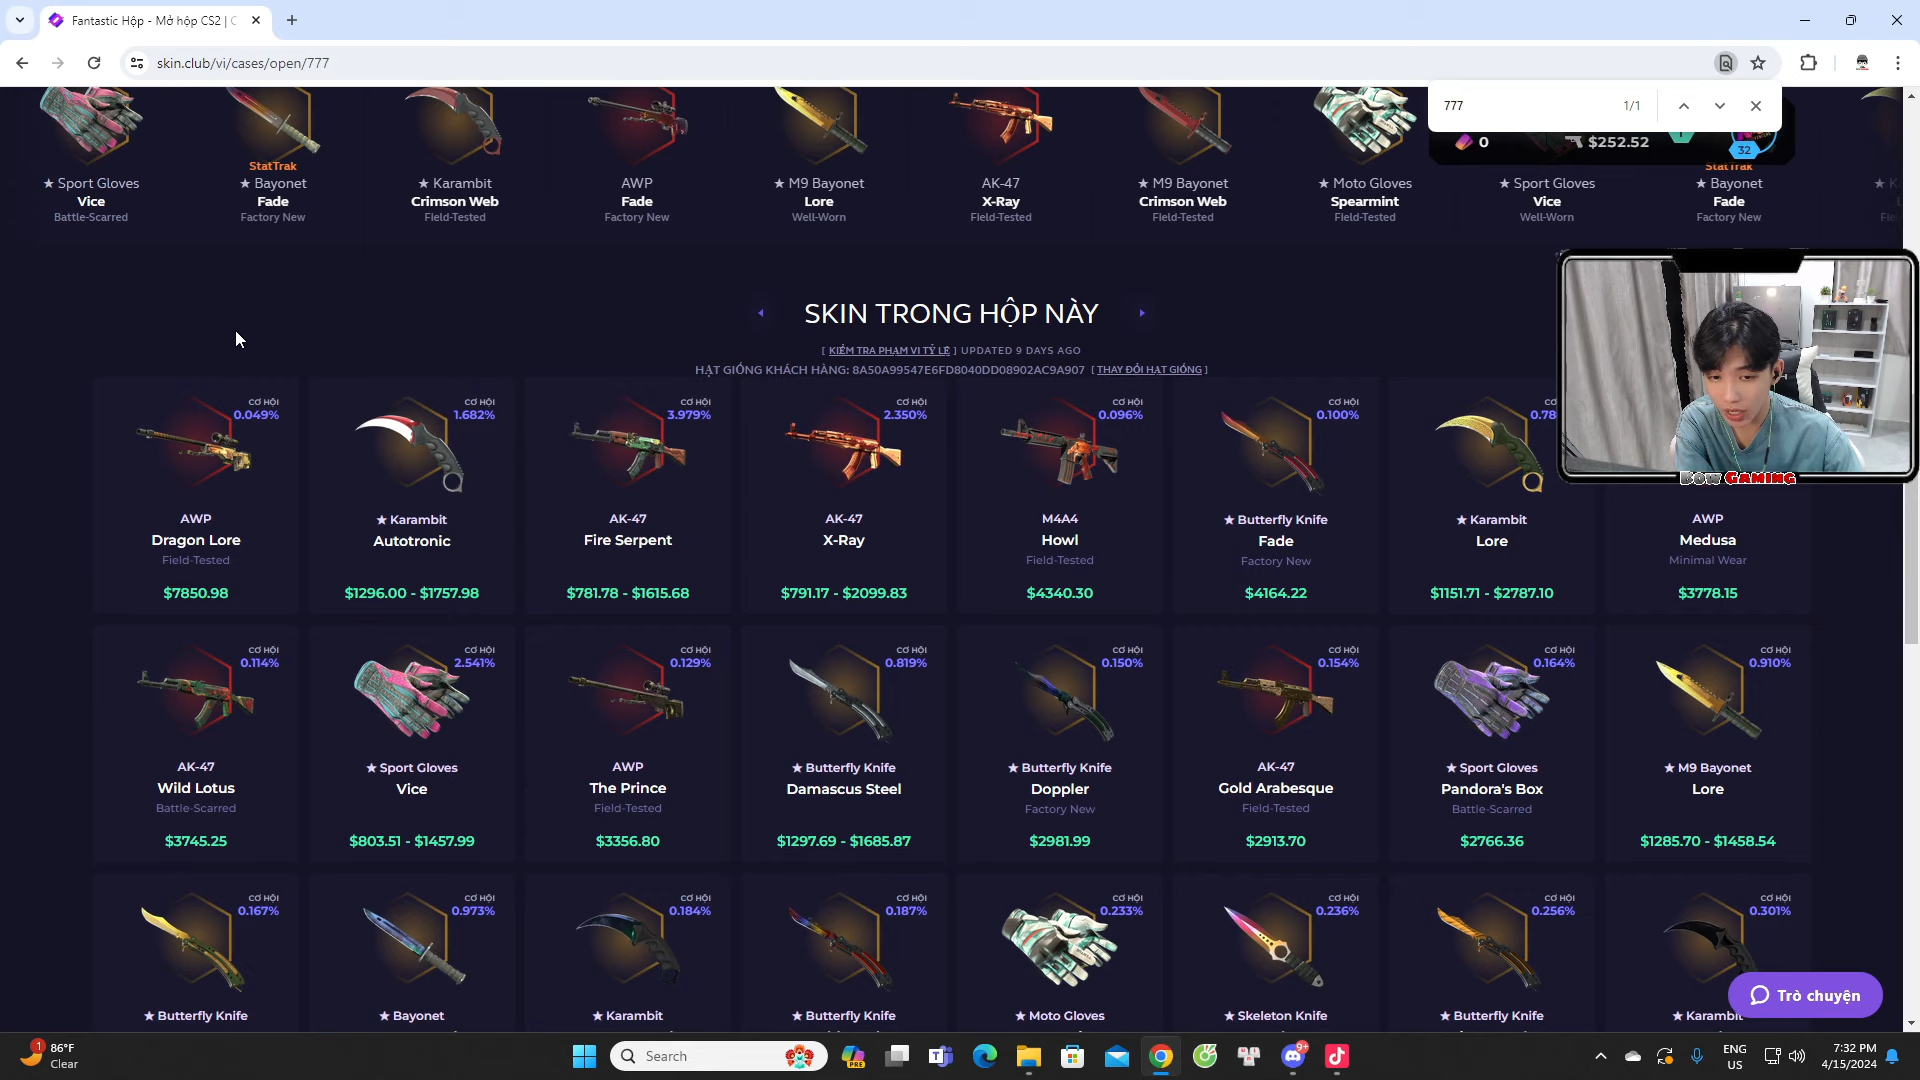 Fantastic Hộp - Mở hộp CS2 | C
skin.club/vi/cases/open/777
777
1/1
0
$252.52
32
★ Sport Gloves
Vice
Battle-Scarred
StatTrak
★ Bayonet
Fade
Factory New
★ Karambit
Crimson Web
Field-Tested
AWP
Fade
Factory New
★ M9 Bayonet
Lore
Well-Worn
AK-47
X-Ray
Field-Tested
★ M9 Bayonet
Crimson Web
Field-Tested
★ Moto Gloves
Spearmint
Field-Tested
★ Sport Gloves
Vice
Well-Worn
StatTrak
★ Bayonet
Fade
Factory New
SKIN TRONG HỘP NÀY
[ KIỂM TRA PHẠM VI TỶ LỆ ] UPDATED 9 DAYS AGO
HẠT GIỐNG KHÁCH HÀNG: 8A50A99547E6FD8040DD08902AC9A907 [ THAY ĐỔI HẠT GIỐNG ]
CƠ HỘI
0.049%
AWP
Dragon Lore
Field-Tested
$7850.98
CƠ HỘI
1.682%
★ Karambit
Autotronic
$1296.00 - $1757.98
CƠ HỘI
3.979%
AK-47
Fire Serpent
$781.78 - $1615.68
CƠ HỘI
2.350%
AK-47
X-Ray
$791.17 - $2099.83
CƠ HỘI
0.096%
M4A4
Howl
Field-Tested
$4340.30
CƠ HỘI
0.100%
★ Butterfly Knife
Fade
Factory New
$4164.22
CƠ HỘI
0.78
★ Karambit
Lore
$1151.71 - $2787.10
AWP
Medusa
Minimal Wear
$3778.15
BOW GAMING
CƠ HỘI
0.114%
AK-47
Wild Lotus
Battle-Scarred
$3745.25
CƠ HỘI
2.541%
★ Sport Gloves
Vice
$803.51 - $1457.99
CƠ HỘI
0.129%
AWP
The Prince
Field-Tested
$3356.80
CƠ HỘI
0.819%
★ Butterfly Knife
Damascus Steel
$1297.69 - $1685.87
CƠ HỘI
0.150%
★ Butterfly Knife
Doppler
Factory New
$2981.99
CƠ HỘI
0.154%
AK-47
Gold Arabesque
Field-Tested
$2913.70
CƠ HỘI
0.164%
★ Sport Gloves
Pandora's Box
Battle-Scarred
$2766.36
CƠ HỘI
0.910%
★ M9 Bayonet
Lore
$1285.70 - $1458.54
CƠ HỘI
0.167%
★ Butterfly Knife
CƠ HỘI
0.973%
★ Bayonet
CƠ HỘI
0.184%
★ Karambit
CƠ HỘI
0.187%
★ Butterfly Knife
CƠ HỘI
0.233%
★ Moto Gloves
CƠ HỘI
0.236%
★ Skeleton Knife
CƠ HỘI
0.256%
★ Butterfly Knife
CƠ HỘI
0.301%
★ Karambit
Trò chuyện
1
86°F
Clear
Search
PRE
9+
ENG
US
7:32 PM
4/15/2024